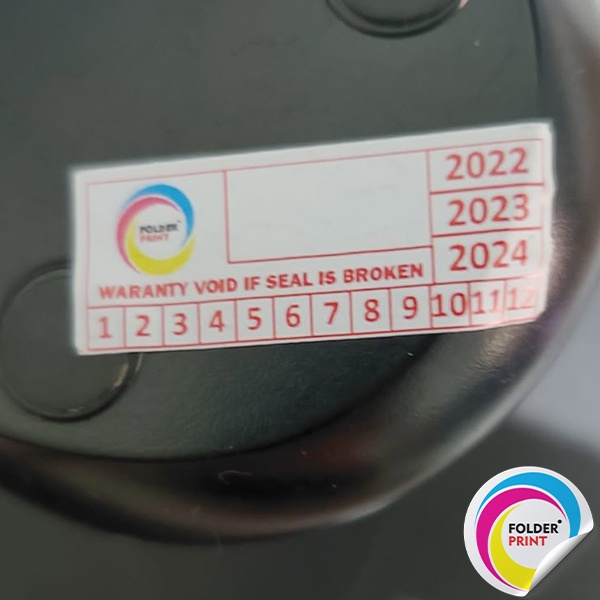 2022
FOLDER
PRINT
2023
2024
WARANTY VOID IF SEAL IS BROKEN
1 2 3 4 5 6 7 8 9 10 11 12
FOLDER
PRINT